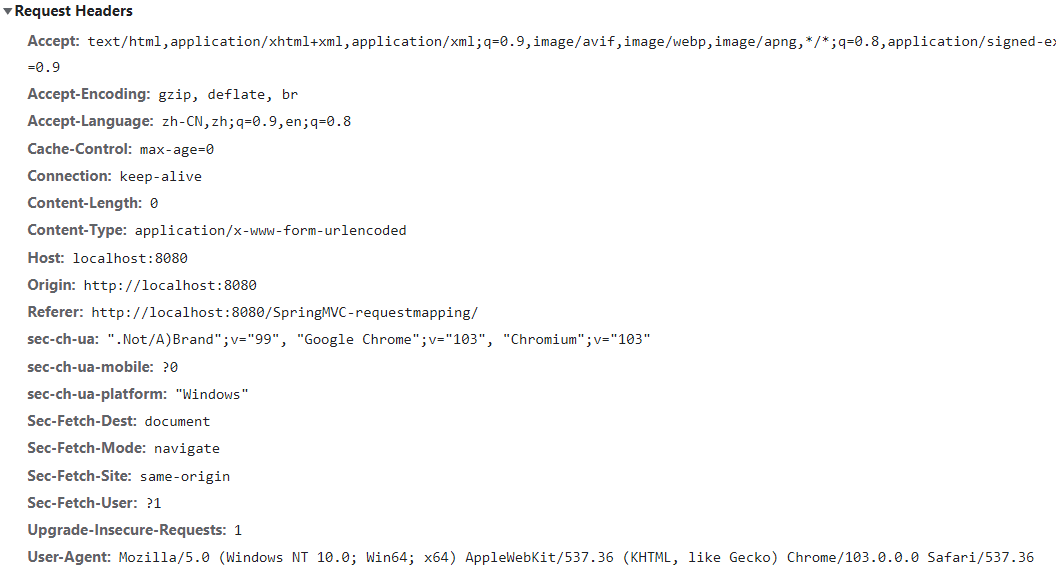 Request Headers
Accept: text/html,application/xhtml+xml,application/xml;q=0.9,image/avif,image/webp,image/apng,*/*;q=0.8,application/signed-ex
=0.9
Accept-Encoding: gzip, deflate, br
Accept-Language: zh-CN,zh;q=0.9,en;q=0.8
Cache-Control: max-age=0
Connection: keep-alive
Content-Length: 0
Content-Type: application/x-www-form-urlencoded
Host: localhost:8080
Origin: http://localhost:8080
Referer: http://localhost:8080/SpringMVC-requestmapping/
sec-ch-ua: ".Not/A)Brand";v="99", "Google Chrome";v="103", "Chromium";v="103"
sec-ch-ua-mobile: ?0
sec-ch-ua-platform: "Windows"
Sec-Fetch-Dest: document
Sec-Fetch-Mode: navigate
Sec-Fetch-Site: same-origin
Sec-Fetch-User: ?1
Upgrade-Insecure-Requests: 1
User-Agent: Mozilla/5.0 (Windows NT 10.0; Win64; x64) AppleWebKit/537.36 (KHTML, like Gecko) Chrome/103.0.0.0 Safari/537.36